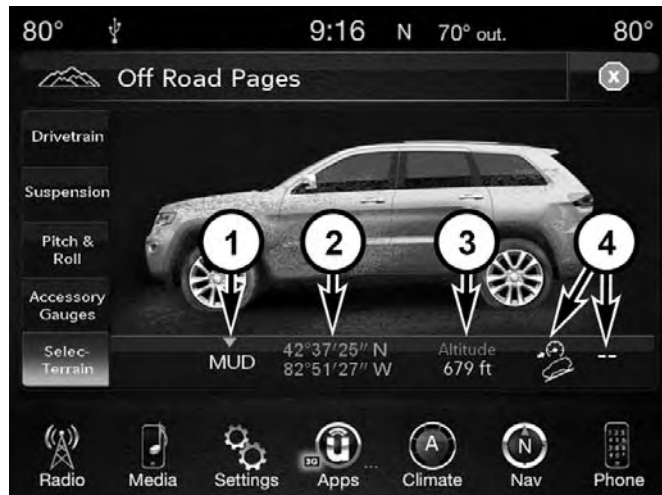 80° 9:16 N 70° out. 80°
Off Road Pages
X
Drivetrain
Suspension
Pitch &
Roll
Accessory
Gauges
Selec-
Terrain
1 2 3 4
MUD
42°37'25" N
82°51'27" W
Altitude
679 ft
--
3G
...
A
N
Radio Media Settings Apps Climate Nav Phone